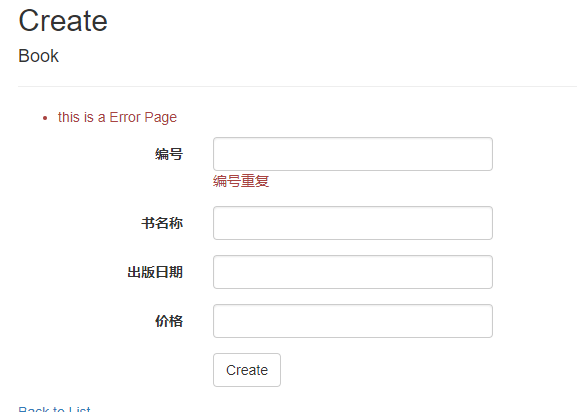 Create
Book
this is a Error Page
编号
编号重复
书名称
出版日期
价格
Create
Back to List